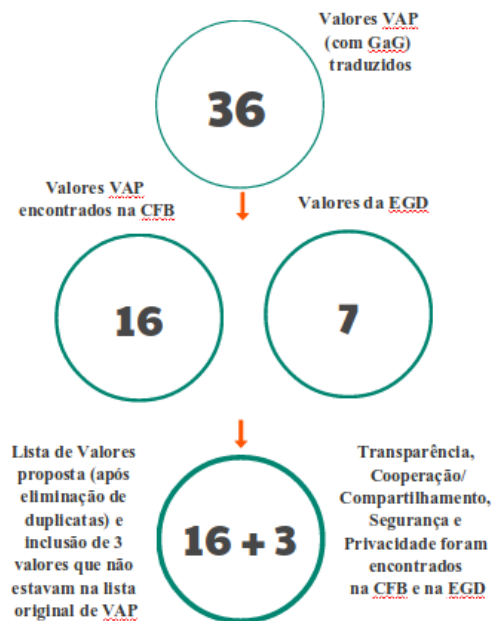 Valores VAP
(com GaG)
traduzidos
36
Valores VAP
encontrados na CFB
Valores da EGD
16
7
Lista de Valores
proposta (após
eliminação de
duplicatas) e
inclusão de 3
valores que não
estavam na lista
original de VAP
16 + 3
Transparência,
Cooperação/
Compartilhamento,
Segurança e
Privacidade foram
encontrados
na CFB e na EGD